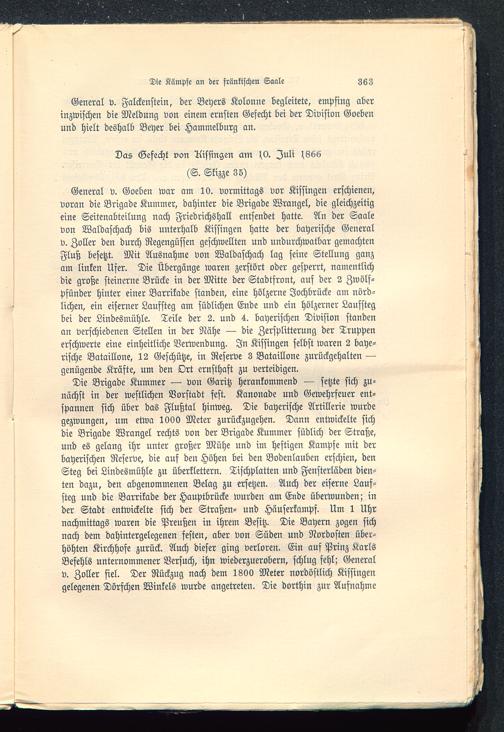 Die Kämpfe an der fränkischen Saale 363
General v. Falckenstein, der Beyers Kolonne begleitete, empfing aber
inzwischen die Meldung von einem ernsten Gefecht bei der Division Goeben
und hielt deshalb Beyer bei Hammelburg an.
Das Gefecht von Kissingen am 10. Juli 1866
(S. Skizze 35)
General v. Goeben war am 10. vormittags vor Kissingen erschienen,
voran die Brigade Kummer, dahinter die Brigade Wrangel, die gleichzeitig
eine Seitenabteilung nach Friedrichshall entsendet hatte. An der Saale
von Waldaschach bis unterhalb Kissingen hatte der bayerische General
v. Zoller den durch Regengüssen geschwellten und undurchwatbar gemachten
Fluß besetzt. Mit Ausnahme von Waldaschach lag seine Stellung ganz
am linken Ufer. Die Übergänge waren zerstört oder gesperrt, namentlich
die große steinerne Brücke in der Mitte der Stadtfront, auf der 2 Zwölf-
pfünder hinter einer Barrikade standen, eine hölzerne Jochbrücke am nörd-
lichen, ein eiserner Laufsteg am südlichen Ende und ein hölzerner Laufsteg
bei der Lindesmühle. Teile der 2. und 4. bayerischen Division standen
an verschiedenen Stellen in der Nähe — die Zersplitterung der Truppen
erschwerte eine einheitliche Verwendung. In Kissingen selbst waren 2 baye-
rische Bataillone, 12 Geschütze, in Reserve 3 Bataillone zurückgehalten —
genügende Kräfte, um den Ort ernsthaft zu verteidigen.
Die Brigade Kummer — von Garitz herankommend — setzte sich zu-
nächst in der westlichen Vorstadt fest. Kanonade und Gewehrfeuer ent-
spannen sich über das Flußtal hinweg. Die bayerische Artillerie wurde
gezwungen, um etwa 1000 Meter zurückzugehen. Dann entwickelte sich
die Brigade Wrangel rechts von der Brigade Kummer südlich der Straße,
und es gelang ihr unter großer Mühe und im heftigen Kampfe mit der
bayerischen Reserve, die auf den Höhen bei den Bodenlauben erschien, den
Steg bei Lindesmühle zu überklettern. Tischplatten und Fensterläden dien-
ten dazu, den abgenommenen Belag zu ersetzen. Auch der eiserne Lauf-
steg und die Barrikade der Hauptbrücke wurden am Ende überwunden; in
der Stadt entwickelte sich der Straßen- und Häuserkampf. Um 1 Uhr
nachmittags waren die Preußen in ihrem Besitz. Die Bayern zogen sich
nach dem dahintergelegenen festen, aber von Süden und Nordosten über-
höhten Kirchhofe zurück. Auch dieser ging verloren. Ein auf Prinz Karls
Befehls unternommener Versuch, ihn wiederzuerobern, schlug fehl; General
v. Zoller fiel. Der Rückzug nach dem 1800 Meter nordöstlich Kissingen
gelegenen Dörfchen Winkels wurde angetreten. Die dorthin zur Aufnahme